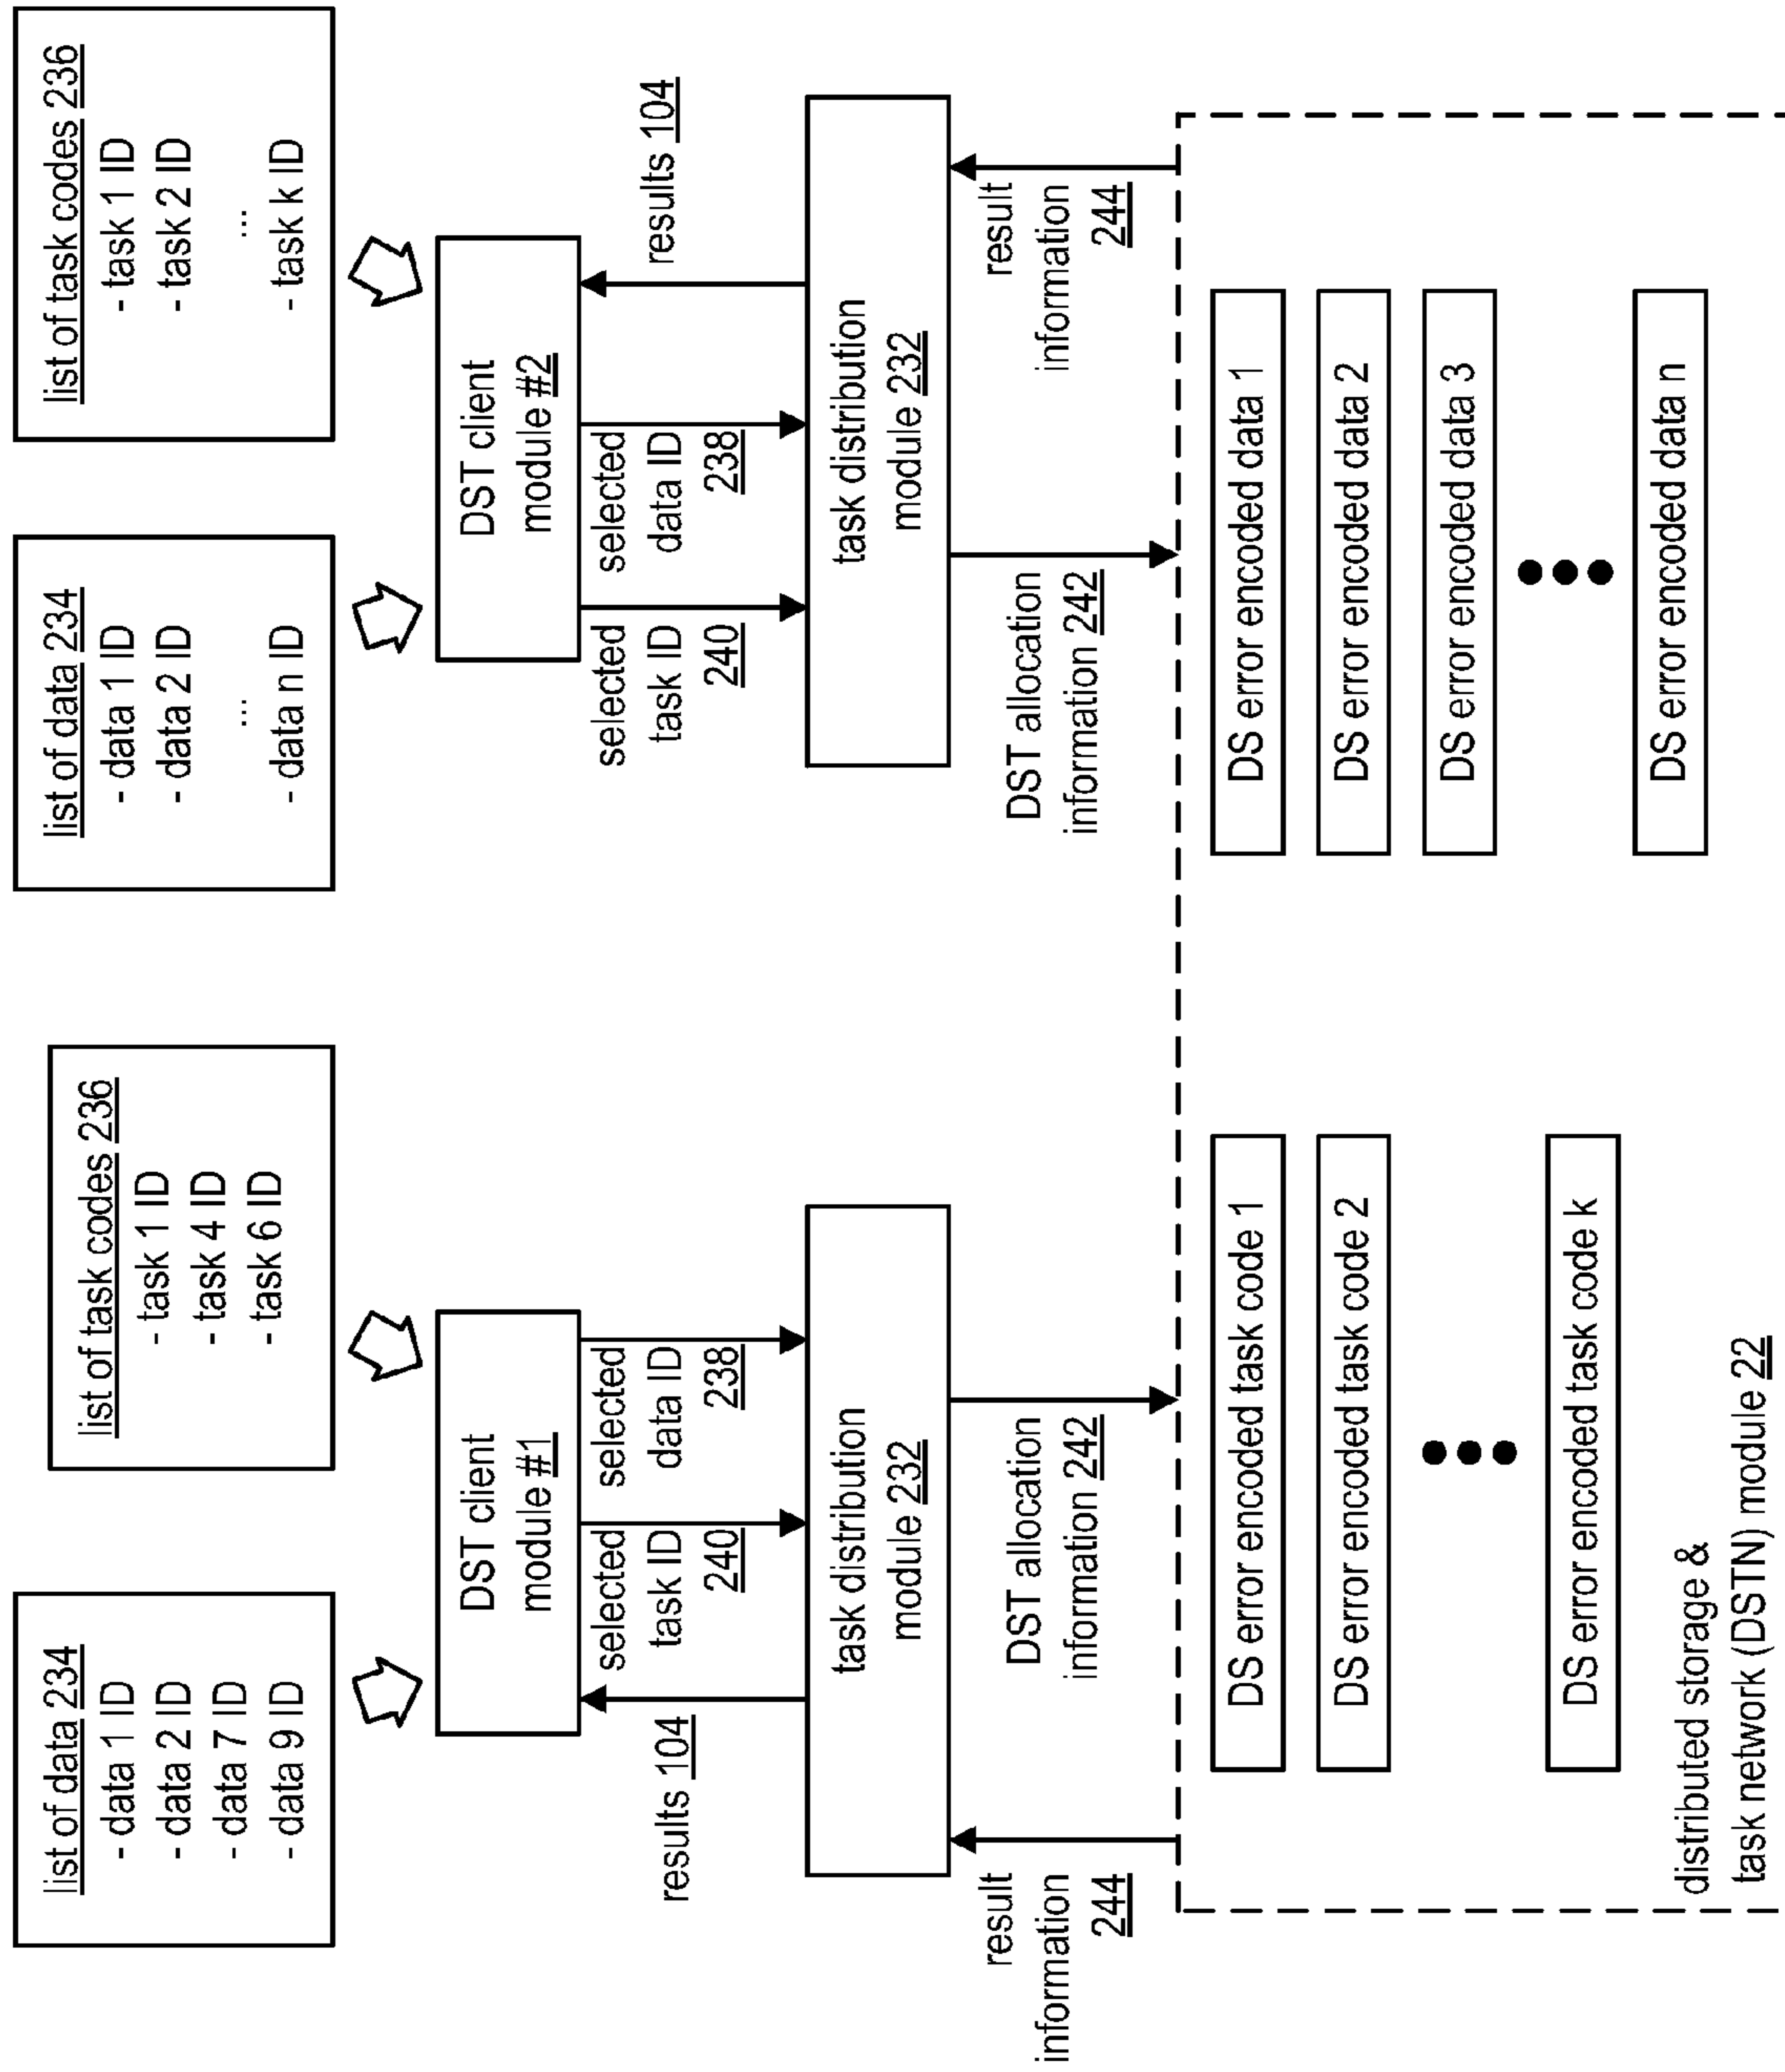 list of data 234
- data 1 ID
- data 2 ID
- data 7 ID
- data 9 ID
list of task codes 236
- task 1 ID
- task 4 ID
- task 6 ID
list of data 234
- data 1 ID
- data 2 ID
...
- data n ID
list of task codes 236
- task 1 ID
- task 2 ID
...
- task k ID
DST client
module #1
DST client
module #2
results 104
selected
task ID
240
selected
data ID
238
selected
task ID
240
selected
data ID
238
results 104
task distribution
module 232
task distribution
module 232
result
information
244
DST allocation
information 242
DST allocation
information 242
result
information
244
DS error encoded task code 1
DS error encoded task code 2
DS error encoded task code k
DS error encoded data 1
DS error encoded data 2
DS error encoded data 3
DS error encoded data n
distributed storage &
task network (DSTN) module 22